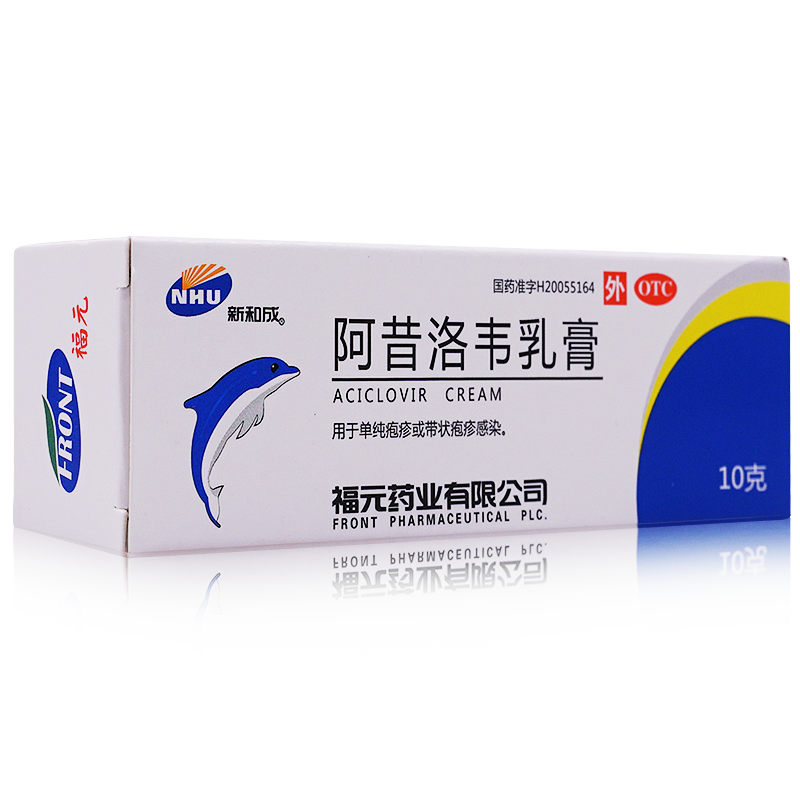 福元
FRONT
NHU
新和成®
国药准字H20055164
外
OTC
阿昔洛韦乳膏
ACICLOVIR CREAM
用于单纯疱疹或带状疱疹感染。
福元药业有限公司
FRONT PHARMACEUTICAL PLC.
10克